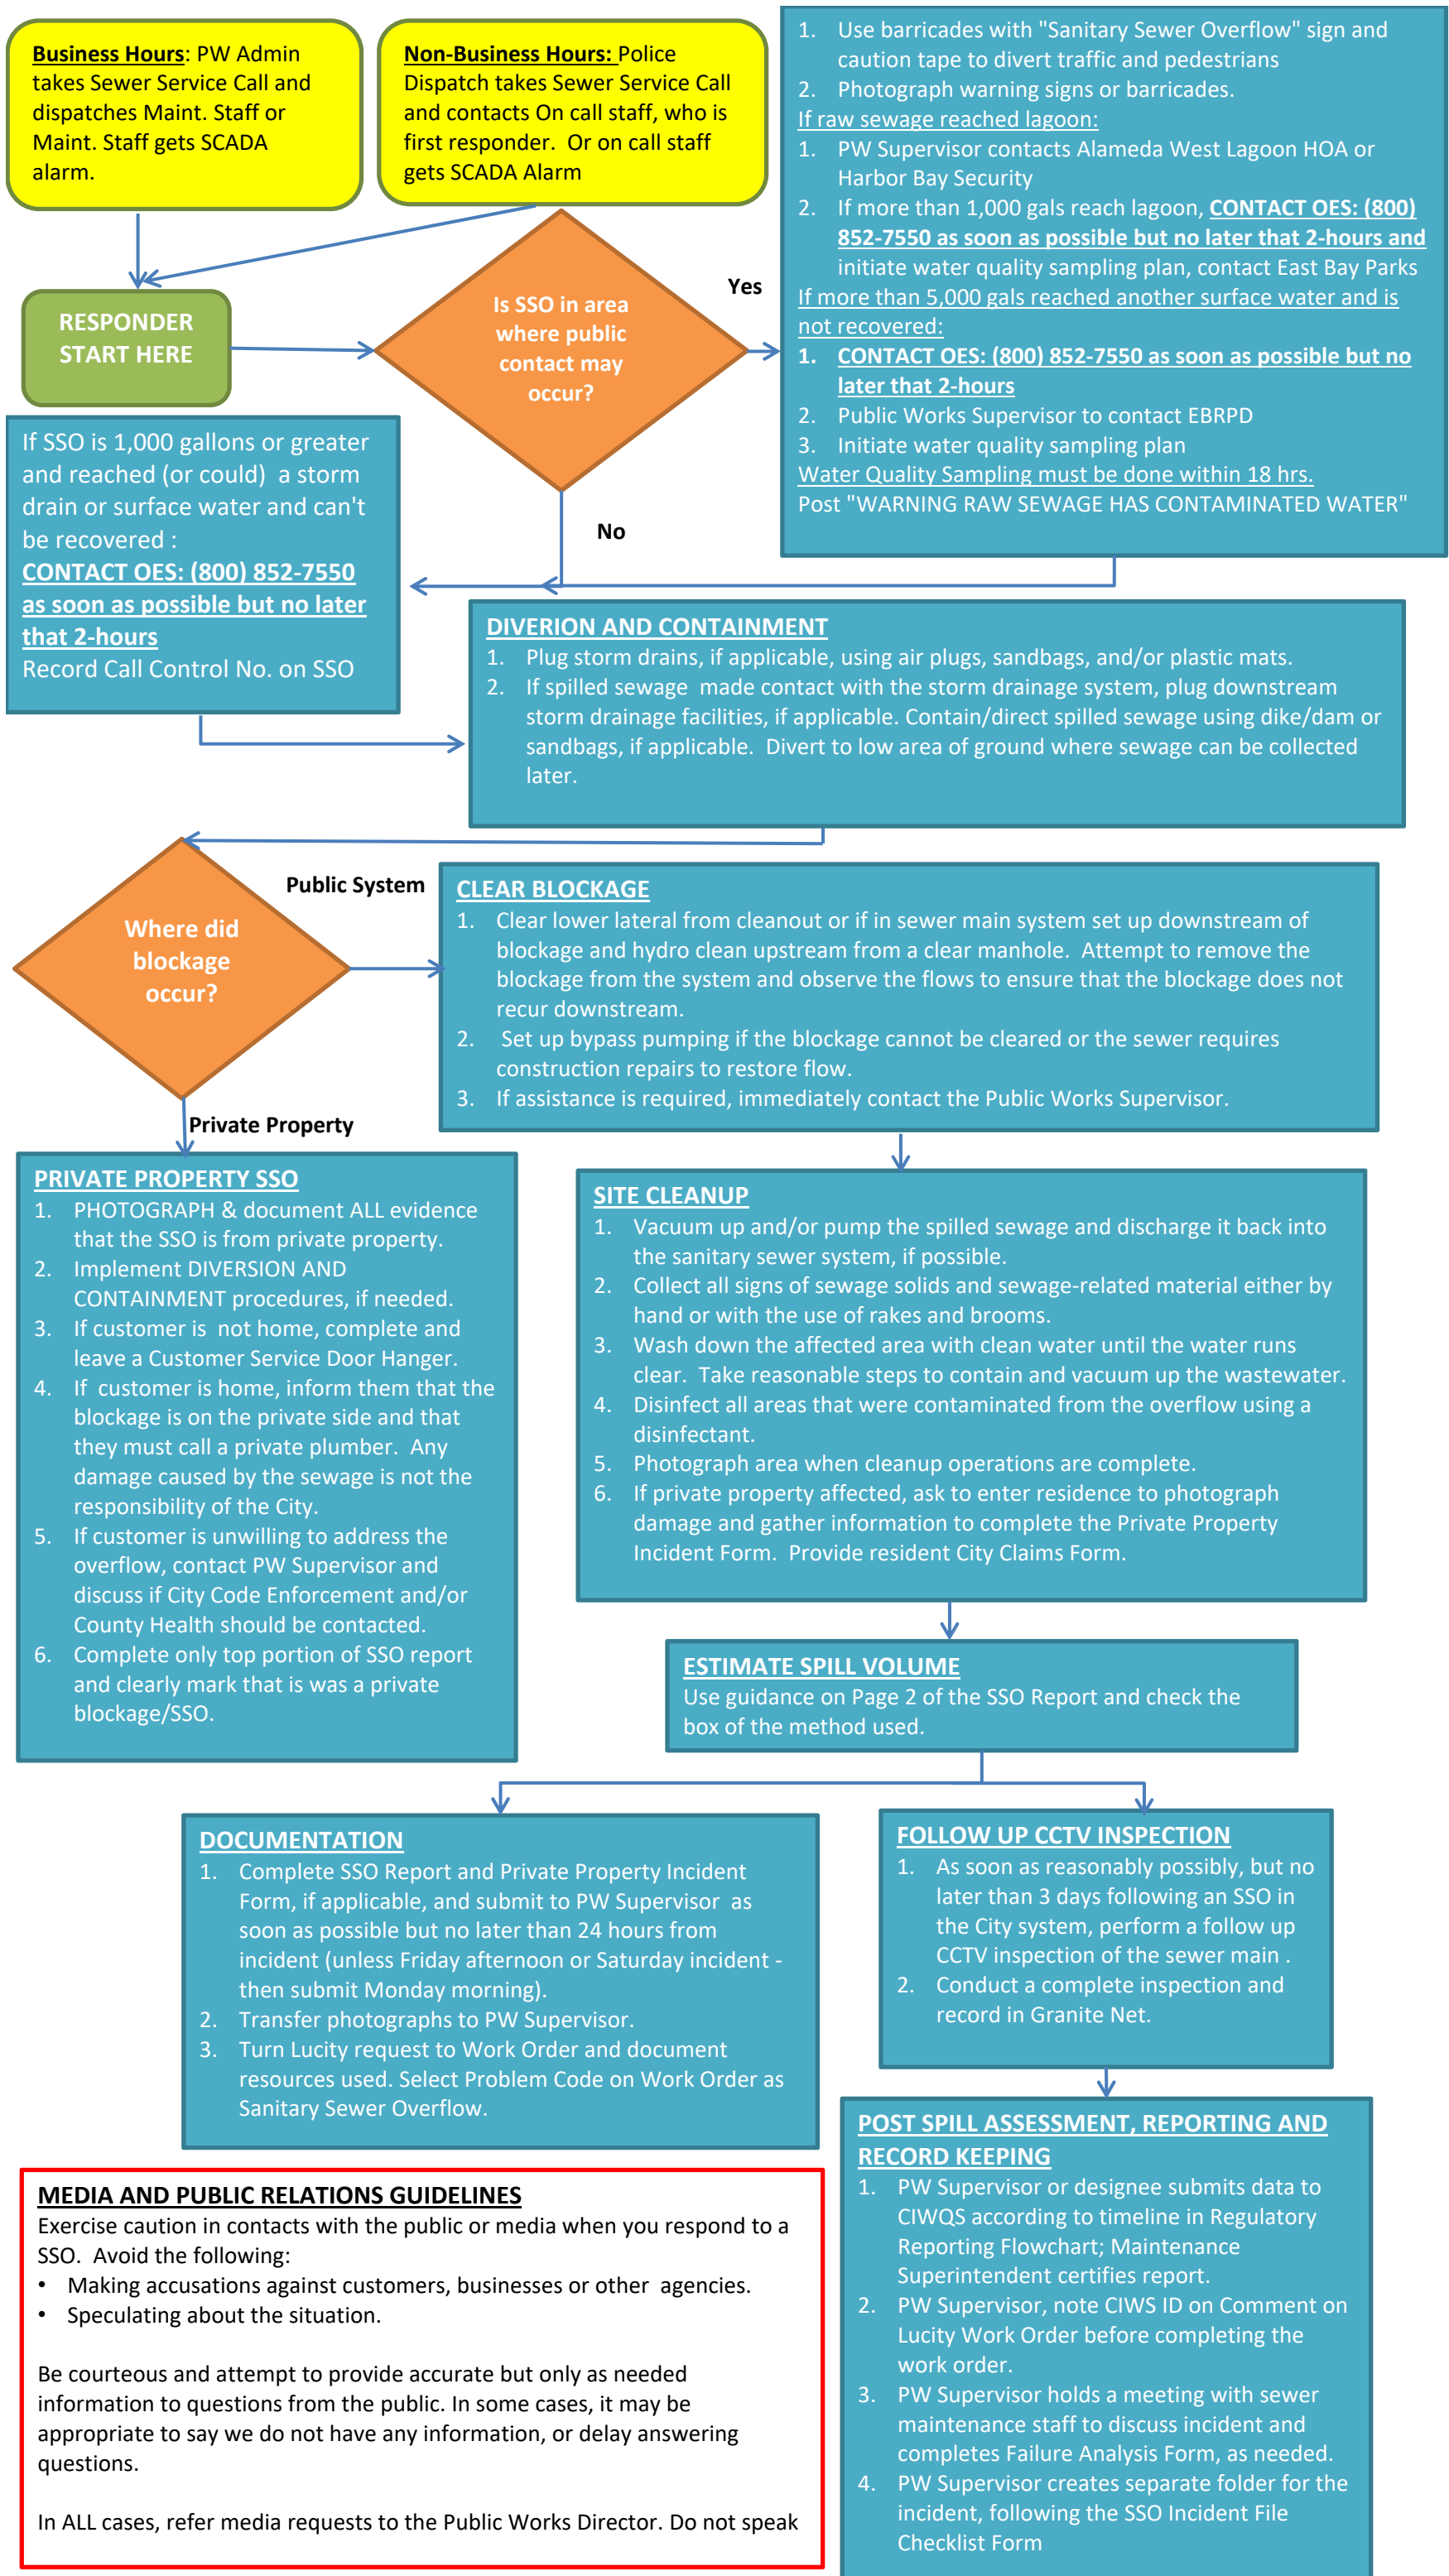 Business Hours: PW Admin
takes Sewer Service Call and
dispatches Maint. Staff or
Maint. Staff gets SCADA
alarm.
Non-Business Hours: Police
Dispatch takes Sewer Service Call
and contacts On call staff, who is
first responder. Or on call staff
gets SCADA Alarm
1. Use barricades with "Sanitary Sewer Overflow" sign and
caution tape to divert traffic and pedestrians
2. Photograph warning signs or barricades.
If raw sewage reached lagoon:
1. PW Supervisor contacts Alameda West Lagoon HOA or
Harbor Bay Security
2. If more than 1,000 gals reach lagoon, CONTACT OES: (800)
852-7550 as soon as possible but no later that 2-hours and
initiate water quality sampling plan, contact East Bay Parks
If more than 5,000 gals reached another surface water and is
not recovered:
1. CONTACT OES: (800) 852-7550 as soon as possible but no
later that 2-hours
2. Public Works Supervisor to contact EBRPD
3. Initiate water quality sampling plan
Water Quality Sampling must be done within 18 hrs.
Post "WARNING RAW SEWAGE HAS CONTAMINATED WATER"
RESPONDER
START HERE
Is SSO in area
where public
contact may
occur?
Yes
No
If SSO is 1,000 gallons or greater
and reached (or could) a storm
drain or surface water and can't
be recovered :
CONTACT OES: (800) 852-7550
as soon as possible but no later
that 2-hours
Record Call Control No. on SSO
DIVERION AND CONTAINMENT
1. Plug storm drains, if applicable, using air plugs, sandbags, and/or plastic mats.
2. If spilled sewage made contact with the storm drainage system, plug downstream
storm drainage facilities, if applicable. Contain/direct spilled sewage using dike/dam or
sandbags, if applicable. Divert to low area of ground where sewage can be collected
later.
Where did
blockage
occur?
Public System
Private Property
CLEAR BLOCKAGE
1. Clear lower lateral from cleanout or if in sewer main system set up downstream of
blockage and hydro clean upstream from a clear manhole. Attempt to remove the
blockage from the system and observe the flows to ensure that the blockage does not
recur downstream.
2. Set up bypass pumping if the blockage cannot be cleared or the sewer requires
construction repairs to restore flow.
3. If assistance is required, immediately contact the Public Works Supervisor.
PRIVATE PROPERTY SSO
1. PHOTOGRAPH & document ALL evidence
that the SSO is from private property.
2. Implement DIVERSION AND
CONTAINMENT procedures, if needed.
3. If customer is not home, complete and
leave a Customer Service Door Hanger.
4. If customer is home, inform them that the
blockage is on the private side and that
they must call a private plumber. Any
damage caused by the sewage is not the
responsibility of the City.
5. If customer is unwilling to address the
overflow, contact PW Supervisor and
discuss if City Code Enforcement and/or
County Health should be contacted.
6. Complete only top portion of SSO report
and clearly mark that is was a private
blockage/SSO.
SITE CLEANUP
1. Vacuum up and/or pump the spilled sewage and discharge it back into
the sanitary sewer system, if possible.
2. Collect all signs of sewage solids and sewage-related material either by
hand or with the use of rakes and brooms.
3. Wash down the affected area with clean water until the water runs
clear. Take reasonable steps to contain and vacuum up the wastewater.
4. Disinfect all areas that were contaminated from the overflow using a
disinfectant.
5. Photograph area when cleanup operations are complete.
6. If private property affected, ask to enter residence to photograph
damage and gather information to complete the Private Property
Incident Form. Provide resident City Claims Form.
ESTIMATE SPILL VOLUME
Use guidance on Page 2 of the SSO Report and check the
box of the method used.
DOCUMENTATION
1. Complete SSO Report and Private Property Incident
Form, if applicable, and submit to PW Supervisor as
soon as possible but no later than 24 hours from
incident (unless Friday afternoon or Saturday incident -
then submit Monday morning).
2. Transfer photographs to PW Supervisor.
3. Turn Lucity request to Work Order and document
resources used. Select Problem Code on Work Order as
Sanitary Sewer Overflow.
FOLLOW UP CCTV INSPECTION
1. As soon as reasonably possibly, but no
later than 3 days following an SSO in
the City system, perform a follow up
CCTV inspection of the sewer main .
2. Conduct a complete inspection and
record in Granite Net.
MEDIA AND PUBLIC RELATIONS GUIDELINES
Exercise caution in contacts with the public or media when you respond to a
SSO. Avoid the following:
• Making accusations against customers, businesses or other agencies.
• Speculating about the situation.
Be courteous and attempt to provide accurate but only as needed
information to questions from the public. In some cases, it may be
appropriate to say we do not have any information, or delay answering
questions.
In ALL cases, refer media requests to the Public Works Director. Do not speak
POST SPILL ASSESSMENT, REPORTING AND
RECORD KEEPING
1. PW Supervisor or designee submits data to
CIWQS according to timeline in Regulatory
Reporting Flowchart; Maintenance
Superintendent certifies report.
2. PW Supervisor, note CIWS ID on Comment on
Lucity Work Order before completing the
work order.
3. PW Supervisor holds a meeting with sewer
maintenance staff to discuss incident and
completes Failure Analysis Form, as needed.
4. PW Supervisor creates separate folder for the
incident, following the SSO Incident File
Checklist Form